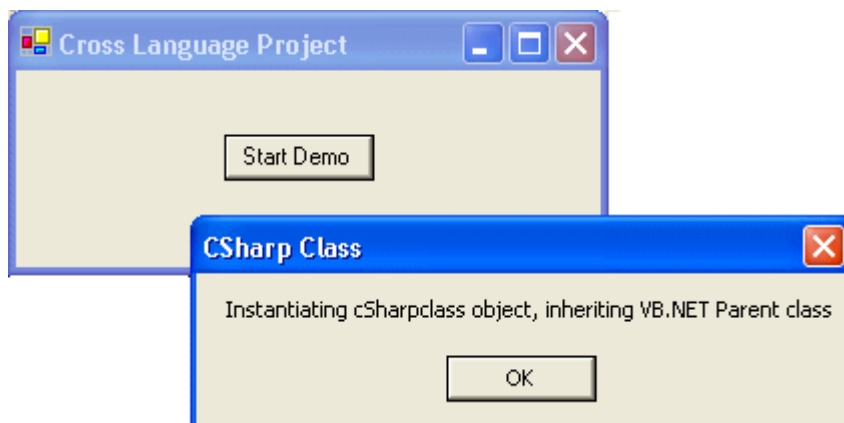 Cross Language Project
Start Demo
CSharp Class
Instantiating cSharpclass object, inheriting VB.NET Parent class
OK